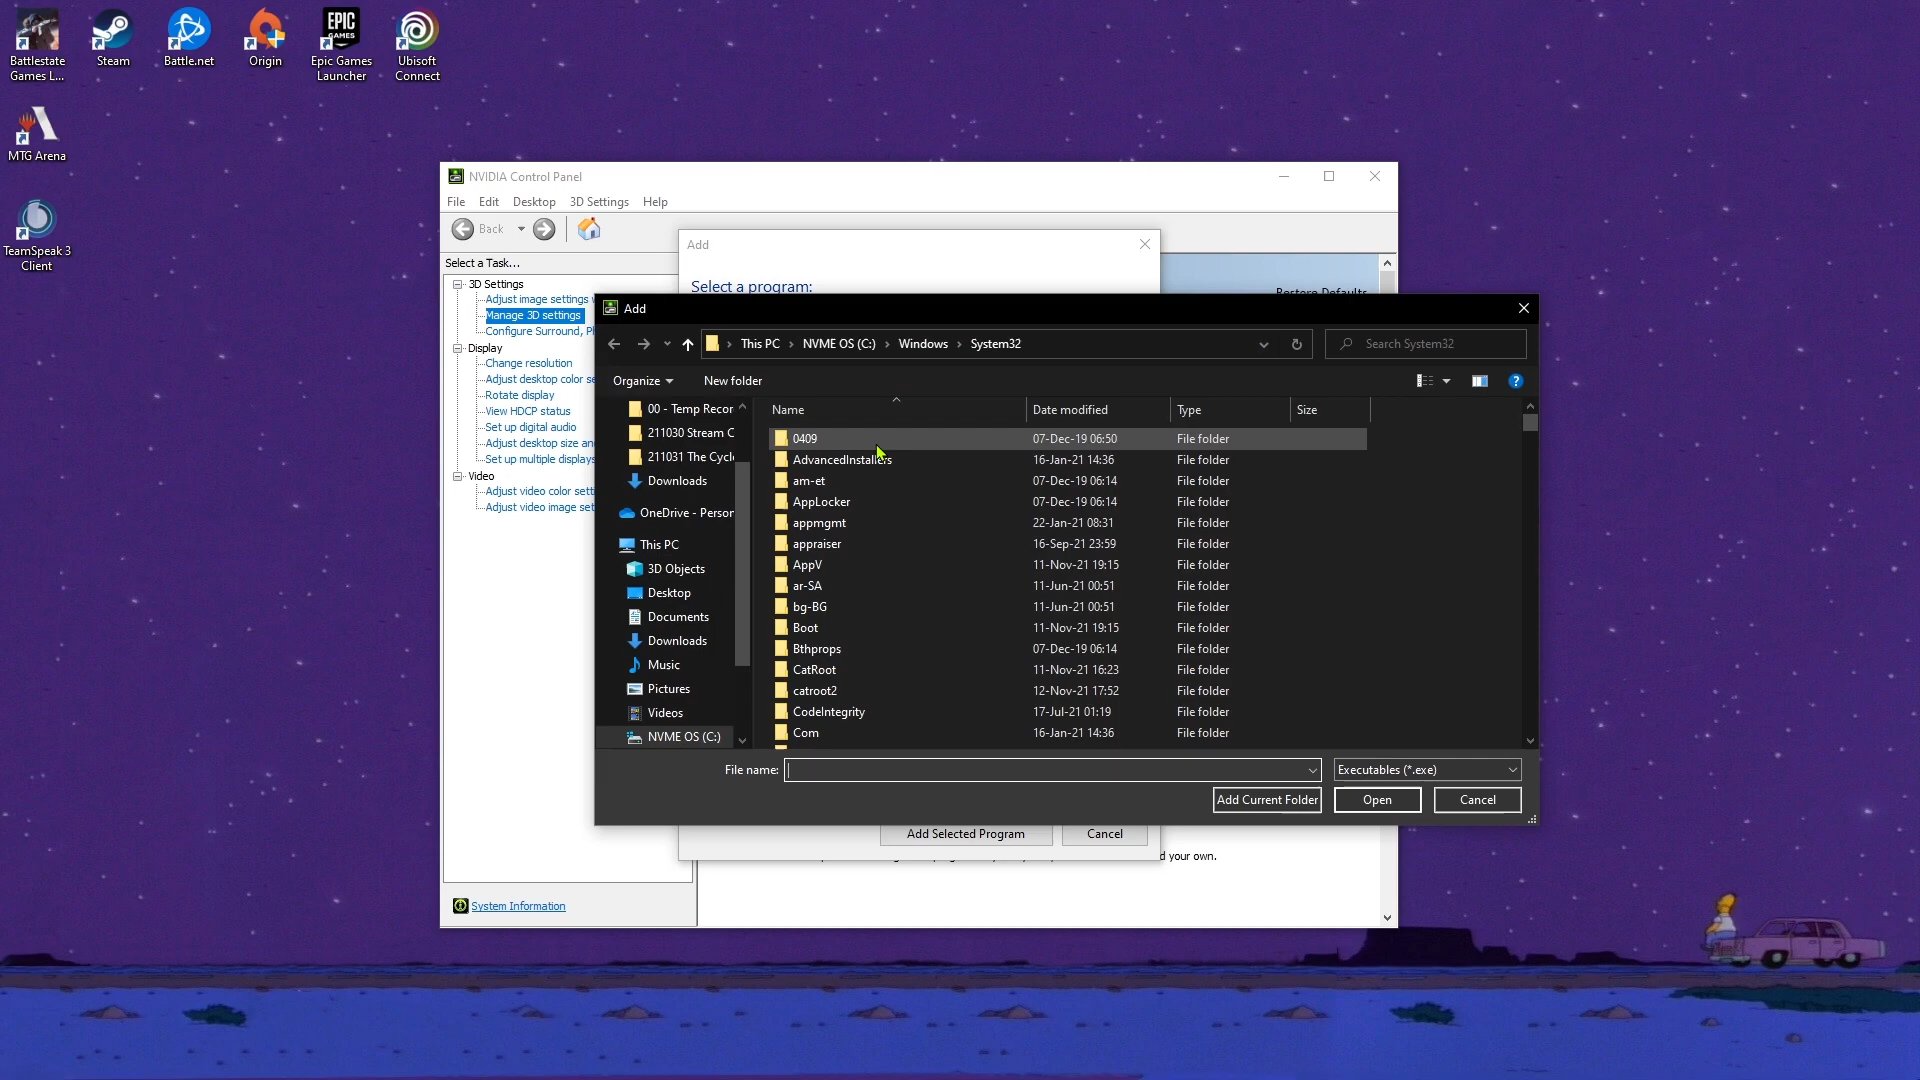 Battlestate
Games L...
Steam
Battle.net
Origin
EPIC
GAMES
Epic Games
Launcher
Ubisoft
Connect
MTG Arena
TeamSpeak 3
Client
NVIDIA Control Panel
File Edit Desktop 3D Settings Help
Back
Select a Task...
3D Settings
Adjust image settings w
Manage 3D settings
Configure Surround, Ph
Display
Change resolution
Adjust desktop color se
Rotate display
View HDCP status
Set up digital audio
Adjust desktop size an
Set up multiple displays
Video
Adjust video color sett
Adjust video image set
System Information
Add
Select a program:
Restore Defaults
Add
This PC NVME OS (C:) Windows System32
Search System32
Organize New folder
00 - Temp Recor
211030 Stream C
211031 The Cycle
Downloads
OneDrive - Person
This PC
3D Objects
Desktop
Documents
Downloads
Music
Pictures
Videos
NVME OS (C:)
Name Date modified Type Size
0409 07-Dec-19 06:50 File folder
AdvancedInstallers 16-Jan-21 14:36 File folder
am-et 07-Dec-19 06:14 File folder
AppLocker 07-Dec-19 06:14 File folder
appmgmt 22-Jan-21 08:31 File folder
appraiser 16-Sep-21 23:59 File folder
AppV 11-Nov-21 19:15 File folder
ar-SA 11-Jun-21 00:51 File folder
bg-BG 11-Jun-21 00:51 File folder
Boot 11-Nov-21 19:15 File folder
Bthprops 07-Dec-19 06:14 File folder
CatRoot 11-Nov-21 16:23 File folder
catroot2 12-Nov-21 17:52 File folder
CodeIntegrity 17-Jul-21 01:19 File folder
Com 16-Jan-21 14:36 File folder
File name: Executables (*.exe)
Add Current Folder Open Cancel
Add Selected Program Cancel
d your own.